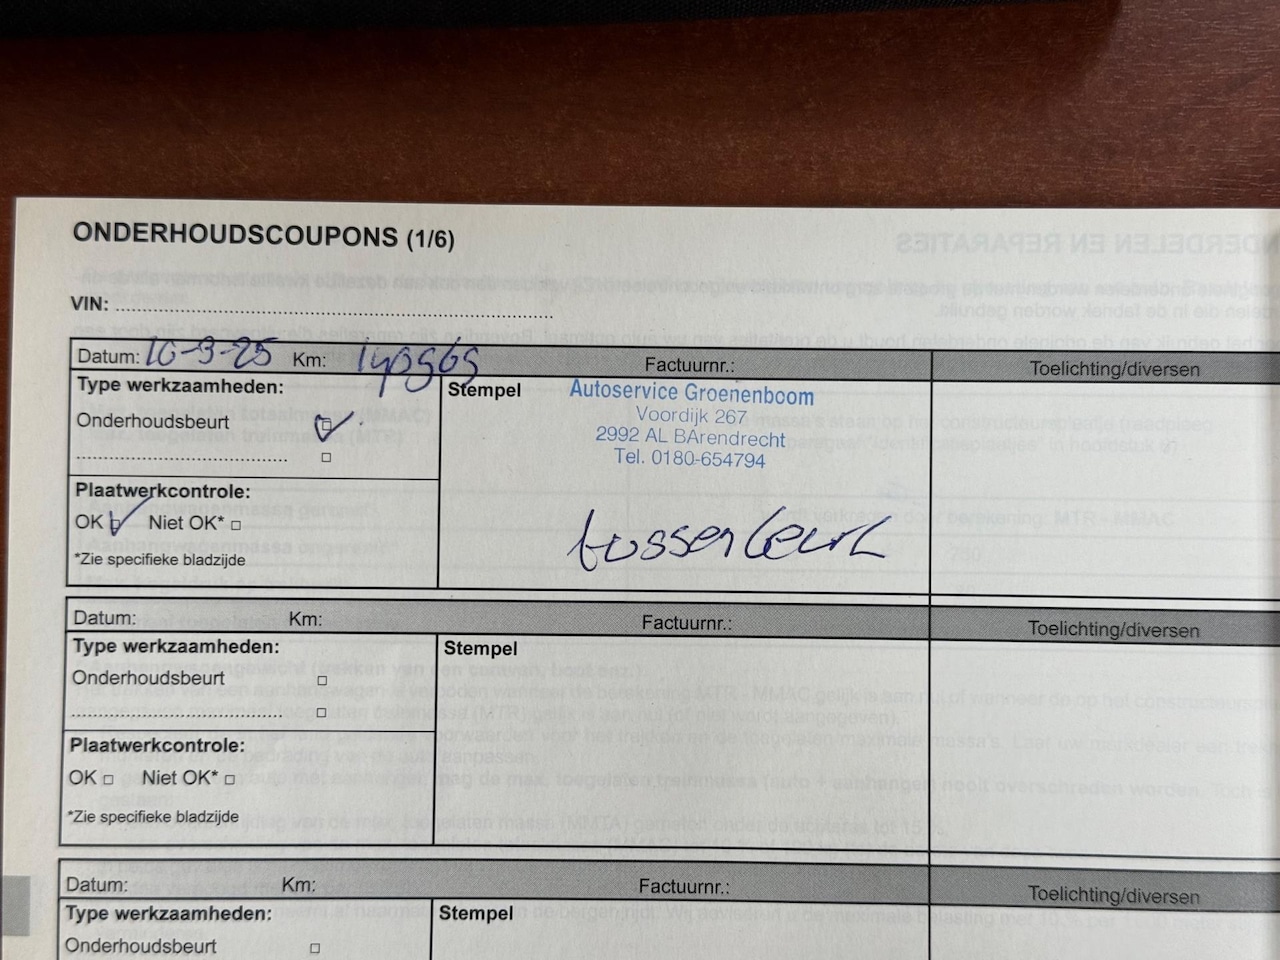 ONDERHOUDSCOUPONS (1/6)
VIN:
Datum: 10-9-25 Km: Factuurnr.: Toelichting/diversen
Type werkzaamheden:
Stempel
Autoservice Groenenboom
Voordijk 267
2992 AL BArendrecht
Tel. 0180-654794
Onderhoudsbeurt
Plaatwerkcontrole:
OK Niet OK*
*Zie specifieke bladzijde
tussenbeurt
Datum: Km: Factuurnr.: Toelichting/diversen
Type werkzaamheden:
Stempel
Onderhoudsbeurt
Plaatwerkcontrole:
OK Niet OK*
*Zie specifieke bladzijde
Datum: Km: Factuurnr.: Toelichting/diversen
Type werkzaamheden:
Stempel
Onderhoudsbeurt